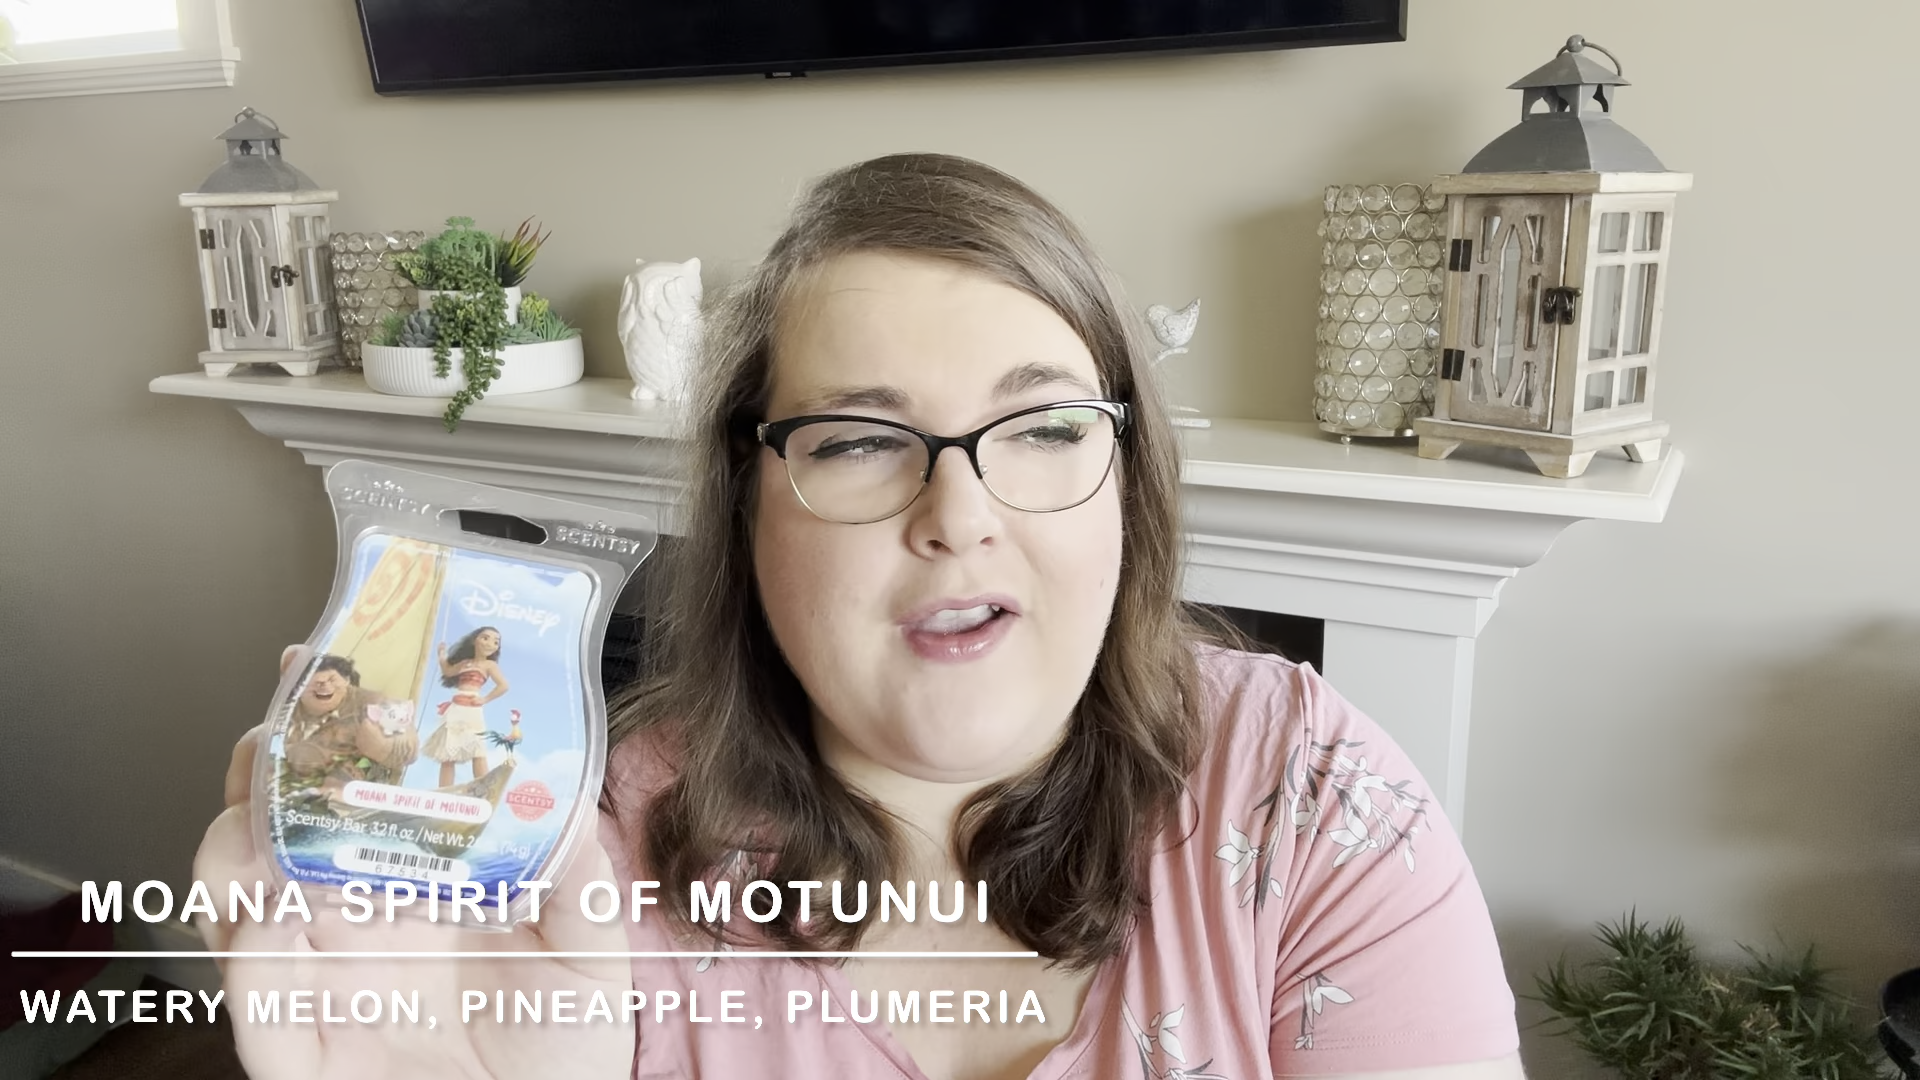 SCENTSY
SCENTSY
Disney
MOANA SPIRIT OF MOTUNUI
SCENTSY
Scentsy Bar 3.2 fl oz / Net Wt.
67534
MOANA SPIRIT OF MOTUNUI
WATERY MELON, PINEAPPLE, PLUMERIA